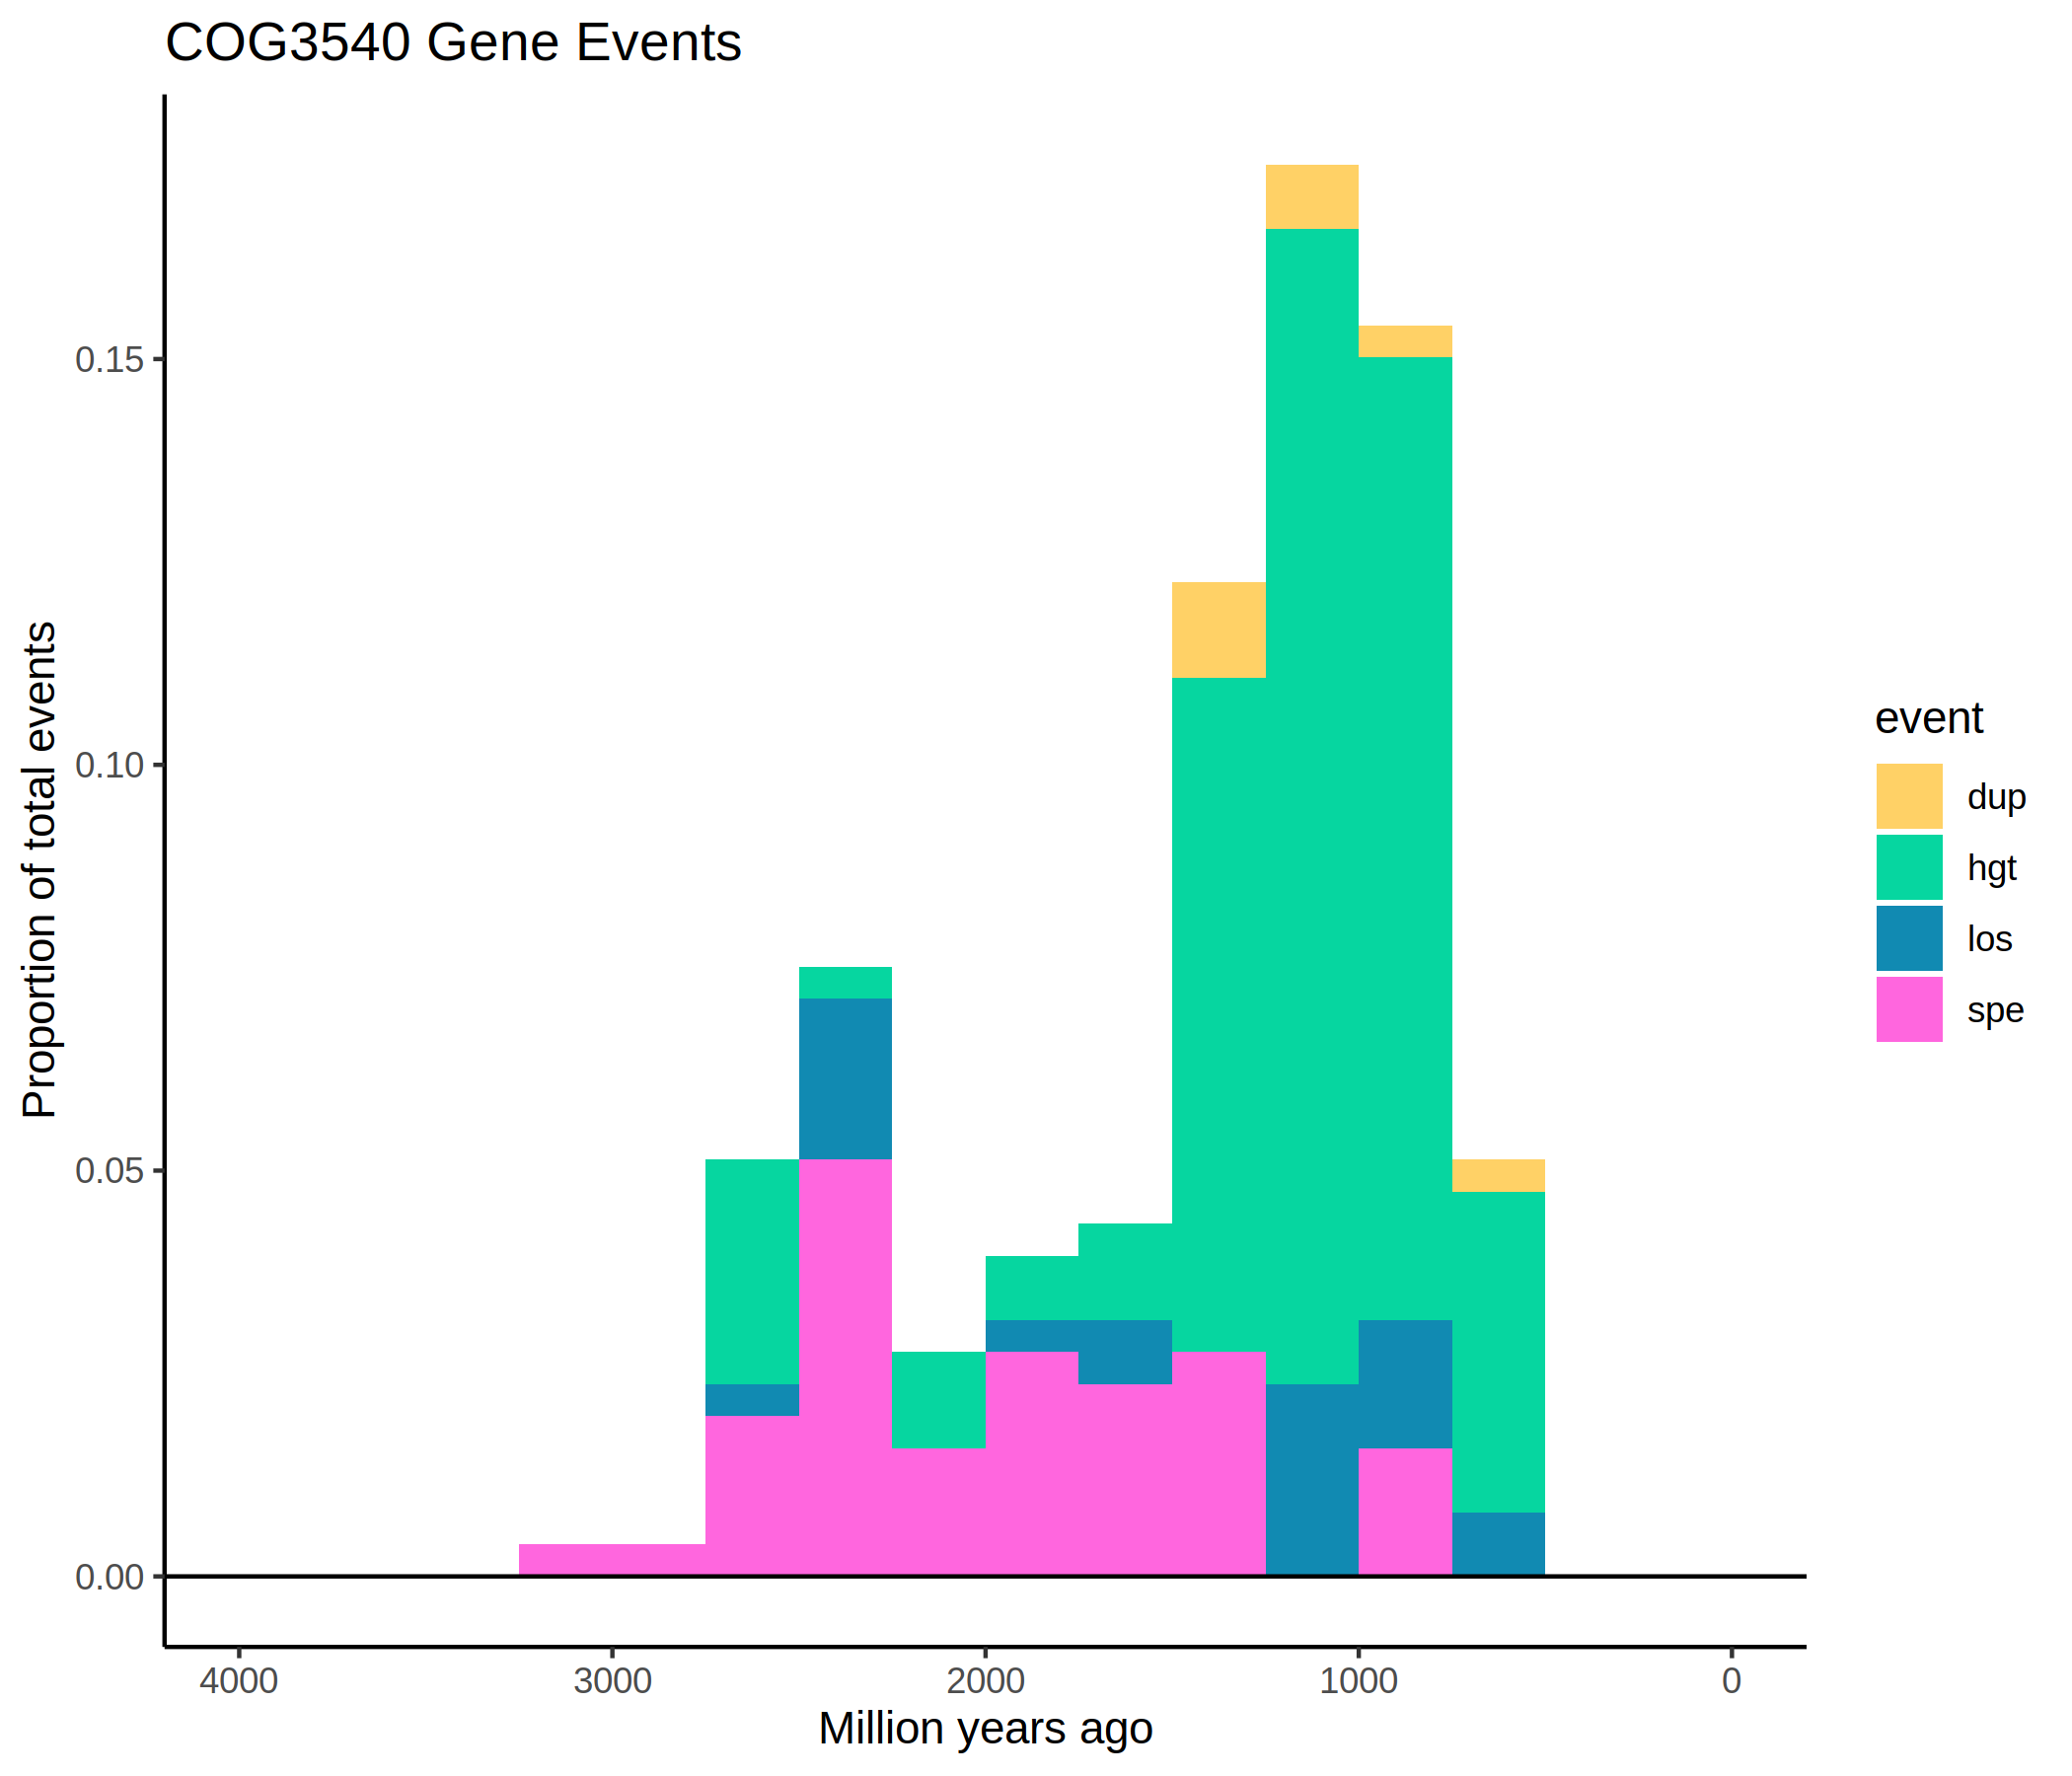 COG3540 Gene Events
Proportion of total events
0.15
0.10
0.05
0.00
4000 3000 2000 1000 0
Million years ago
event
dup
hgt
los
spe